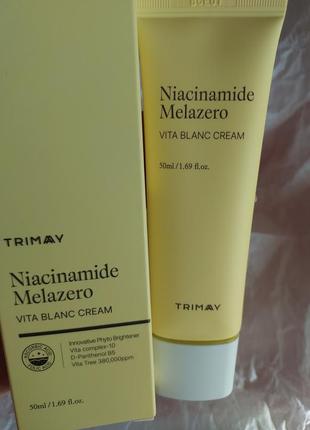 TRIMAY
Niacinamide
Melazero
VITA BLANC CREAM
Innovative Phyto Brightener
Vita complex-10
D-Panthenol B5
Vita Tree 380,000ppm
50ml / 1.69 fl.oz.
Niacinamide
Melazero
VITA BLANC CREAM
50ml / 1.69 fl.oz.
TRIMAY